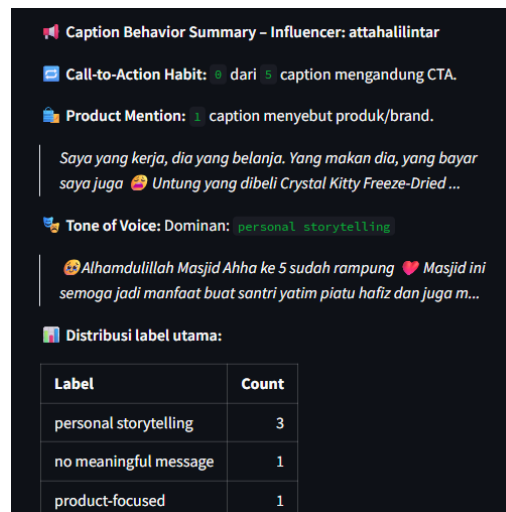 📢 Caption Behavior Summary – Influencer: attahalilintar
🔁 Call-to-Action Habit: 0 dari 5 caption mengandung CTA.
🛍️ Product Mention: 1 caption menyebut produk/brand.
Saya yang kerja, dia yang belanja. Yang makan dia, yang bayar
saya juga 😩 Untung yang dibeli Crystal Kitty Freeze-Dried ...
🎭 Tone of Voice: Dominan: personal storytelling
🥹Alhamdulillah Masjid Ahha ke 5 sudah rampung ❤️ Masjid ini
semoga jadi manfaat buat santri yatim piatu hafiz dan juga m...
📊 Distribusi label utama:
Label Count
personal storytelling 3
no meaningful message 1
product-focused 1